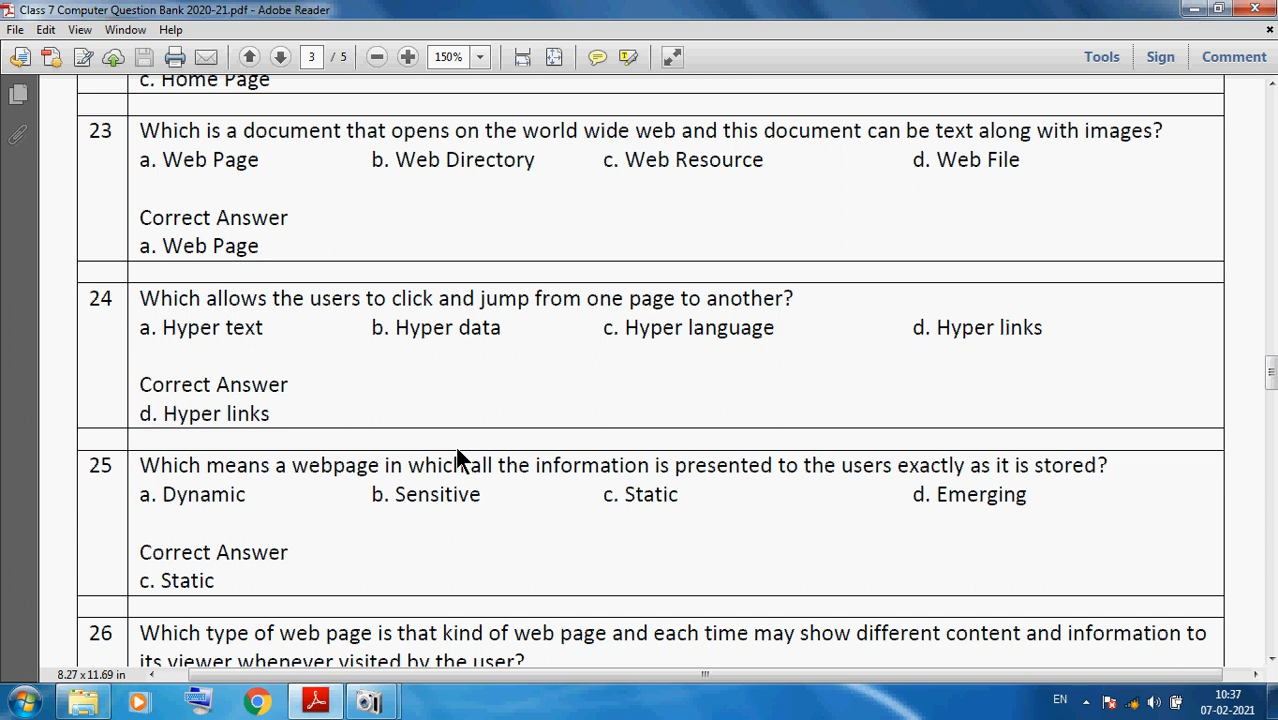 Class 7 Computer Question Bank 2020-21.pdf - Adobe Reader
File Edit View Window Help
3 / 5 150% Tools Sign Comment
c. Home Page
23 Which is a document that opens on the world wide web and this document can be text along with images?
a. Web Page b. Web Directory c. Web Resource d. Web File
Correct Answer
a. Web Page
24 Which allows the users to click and jump from one page to another?
a. Hyper text b. Hyper data c. Hyper language d. Hyper links
Correct Answer
d. Hyper links
25 Which means a webpage in which all the information is presented to the users exactly as it is stored?
a. Dynamic b. Sensitive c. Static d. Emerging
Correct Answer
c. Static
26 Which type of web page is that kind of web page and each time may show different content and information to
its viewer whenever visited by the user?
8.27 x 11.69 in
EN 10:37
07-02-2021